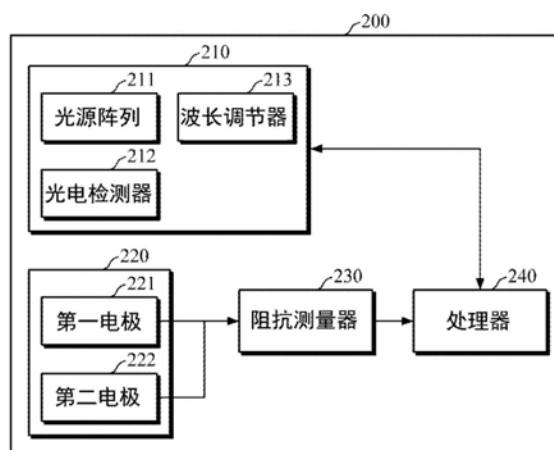 200
210
211
光源阵列
213
波长调节器
212
光电检测器
220
221
第一电极
222
第二电极
230
阻抗测量器
240
处理器